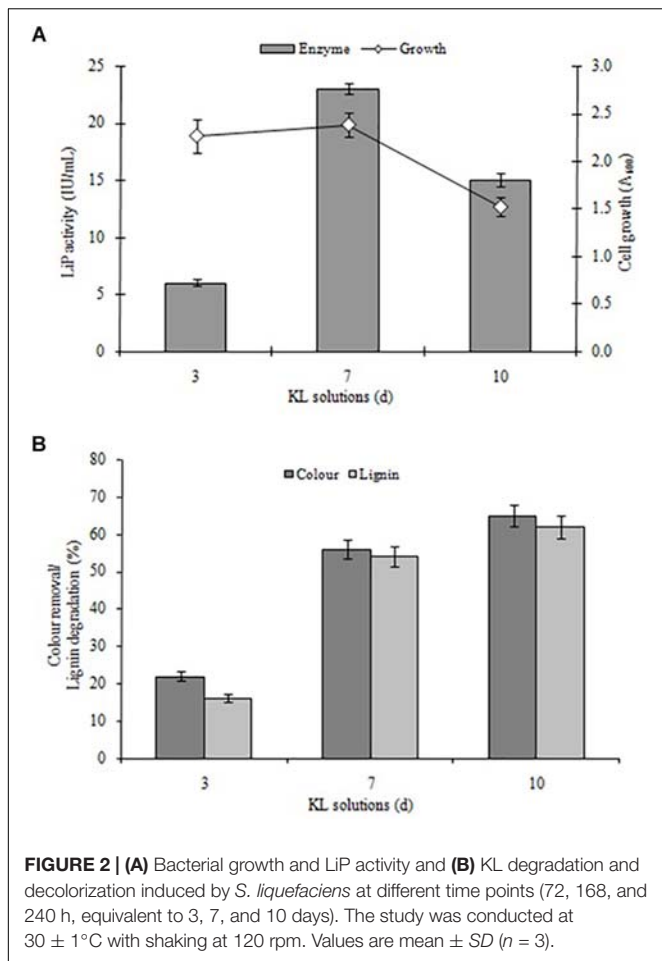 A
Enzyme Growth
25
20
15
10
5
0
LiP activity (IU/mL)
3.0
2.5
2.0
1.5
1.0
0.5
0.0
Cell growth (A₆₀₀)
3 7 10
KL solutions (d)
B
Colour Lignin
80
70
60
50
40
30
20
10
0
Colour removal/
Lignin degradation (%)
3 7 10
KL solutions (d)
FIGURE 2 | (A) Bacterial growth and LiP activity and (B) KL degradation and
decolorization induced by S. liquefaciens at different time points (72, 168, and
240 h, equivalent to 3, 7, and 10 days). The study was conducted at
30 ± 1°C with shaking at 120 rpm. Values are mean ± SD (n = 3).